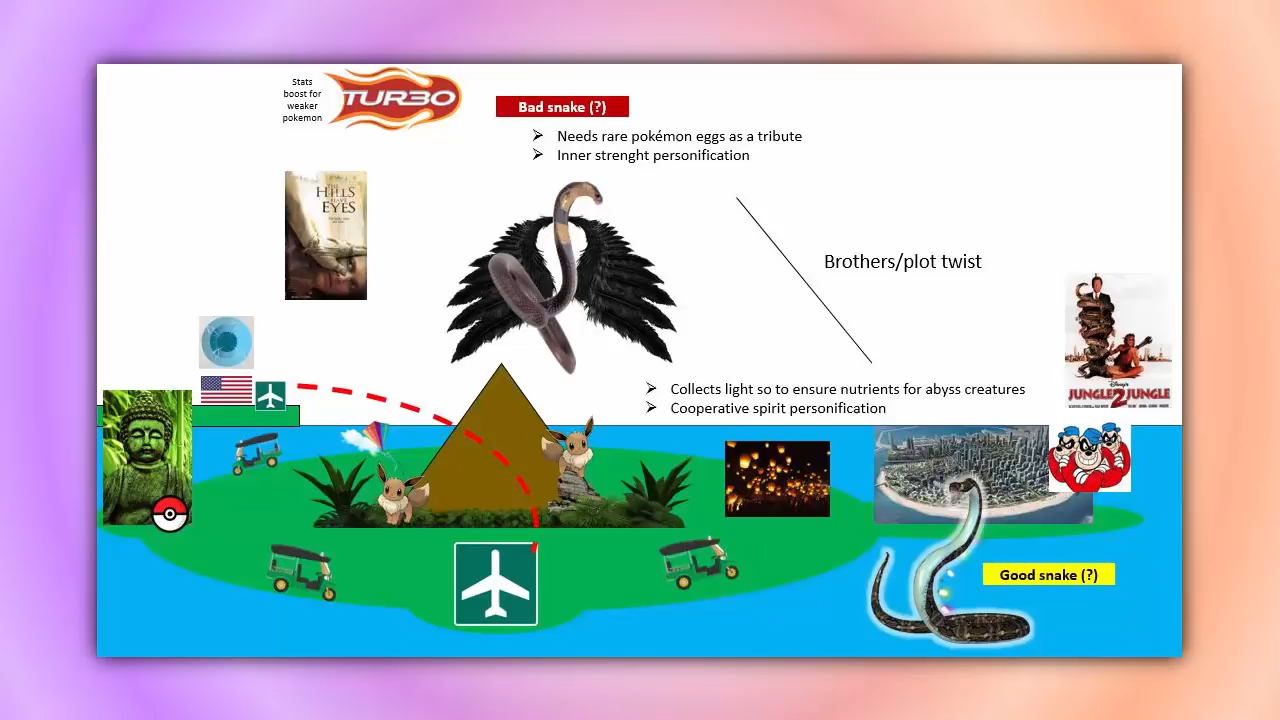 Stats
boost for
weaker
pokemon
TURBO
Bad snake (?)
Needs rare pokémon eggs as a tribute
Inner strenght personification
THE
HILLS
HAVE
EYES
Brothers/plot twist
Collects light so to ensure nutrients for abyss creatures
Cooperative spirit parsonification
Disney's
JUNGLE 2 JUNGLE
Good snake (?)